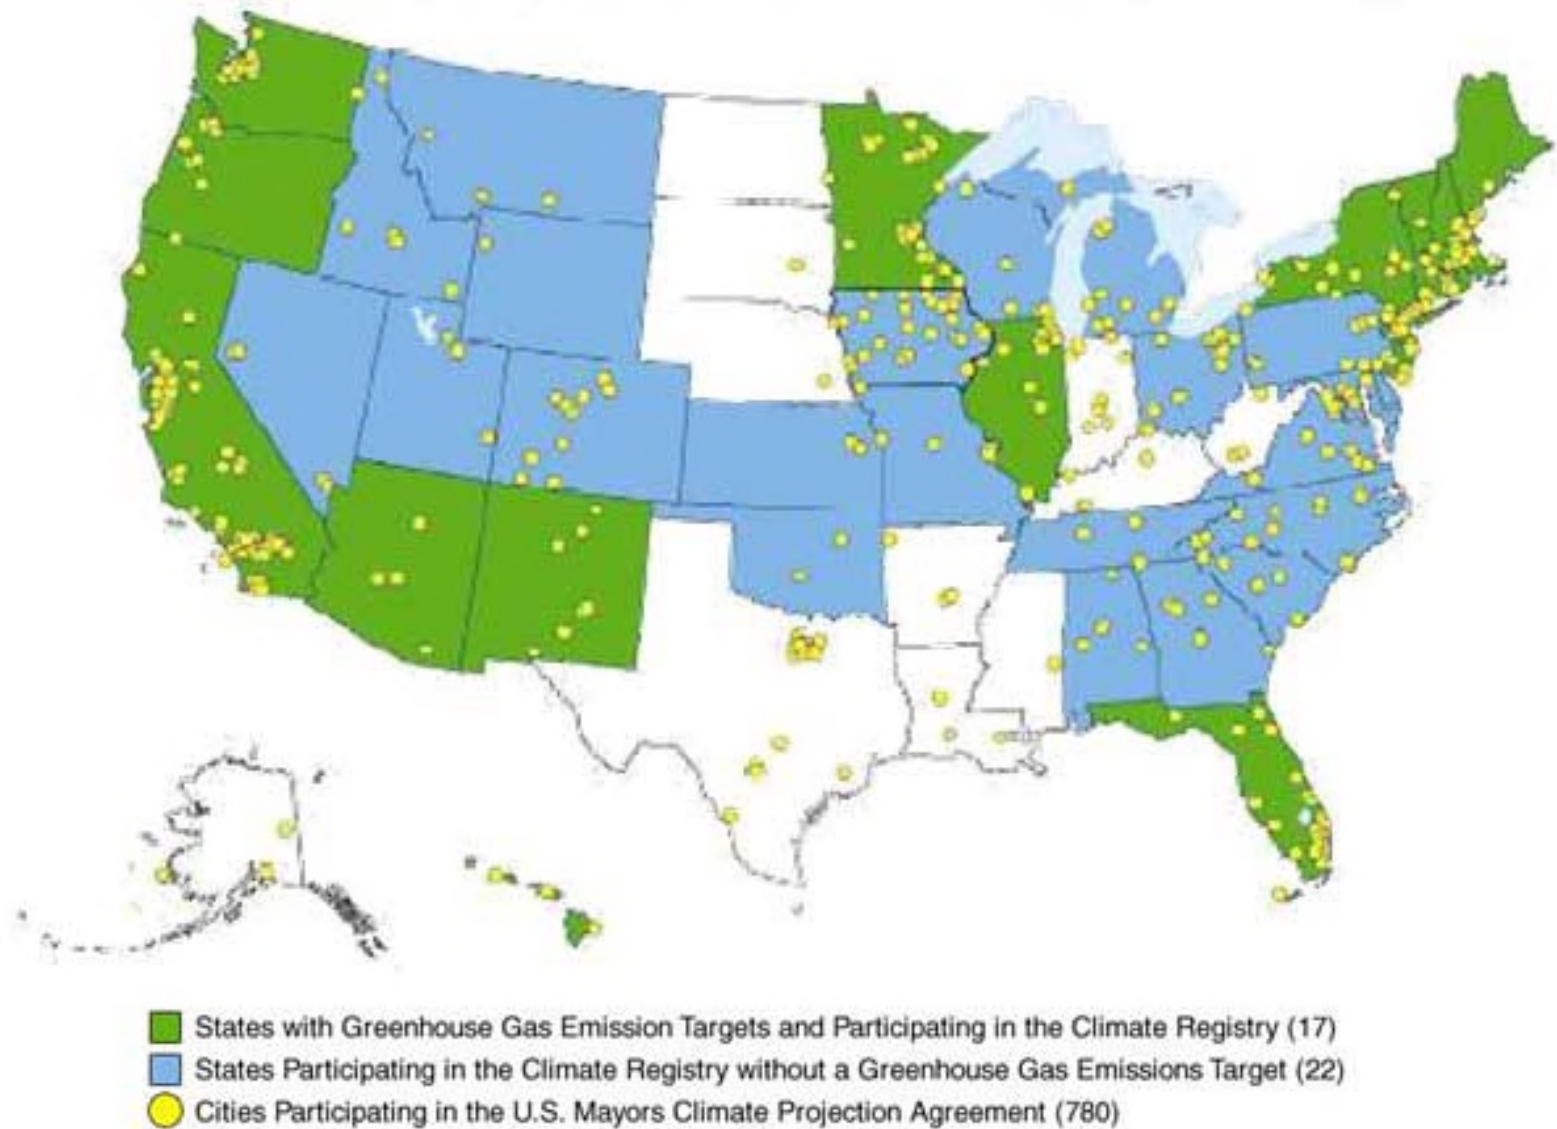 States with Greenhouse Gas Emission Targets and Participating in the Climate Registry (17)
States Participating in the Climate Registry without a Greenhouse Gas Emissions Target (22)
Cities Participating in the U.S. Mayors Climate Projection Agreement (780)